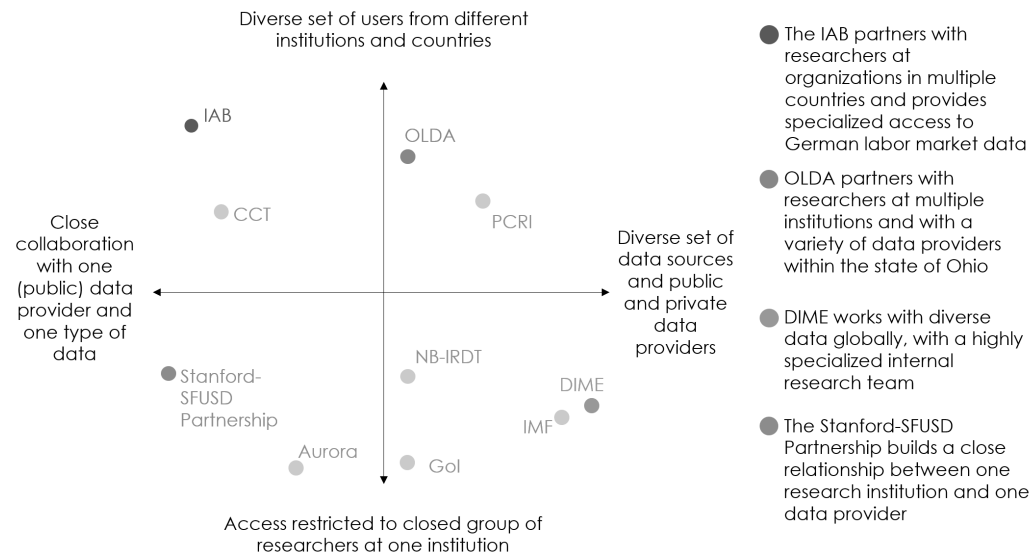 Diverse set of users from different
institutions and countries
IAB
OLDA
CCT
PCRI
Close
collaboration
with one
(public) data
provider and
one type of
data
Diverse set of
data sources
and public
and private
data
providers
NB-IRDT
Stanford-
SFUSD
Partnership
DIME
IMF
Aurora
GoI
Access restricted to closed group of
researchers at one institution
The IAB partners with
researchers at
organizations in multiple
countries and provides
specialized access to
German labor market data
OLDA partners with
researchers at multiple
institutions and with a
variety of data providers
within the state of Ohio
DIME works with diverse
data globally, with a highly
specialized internal
research team
The Stanford-SFUSD
Partnership builds a close
relationship between one
research institution and one
data provider